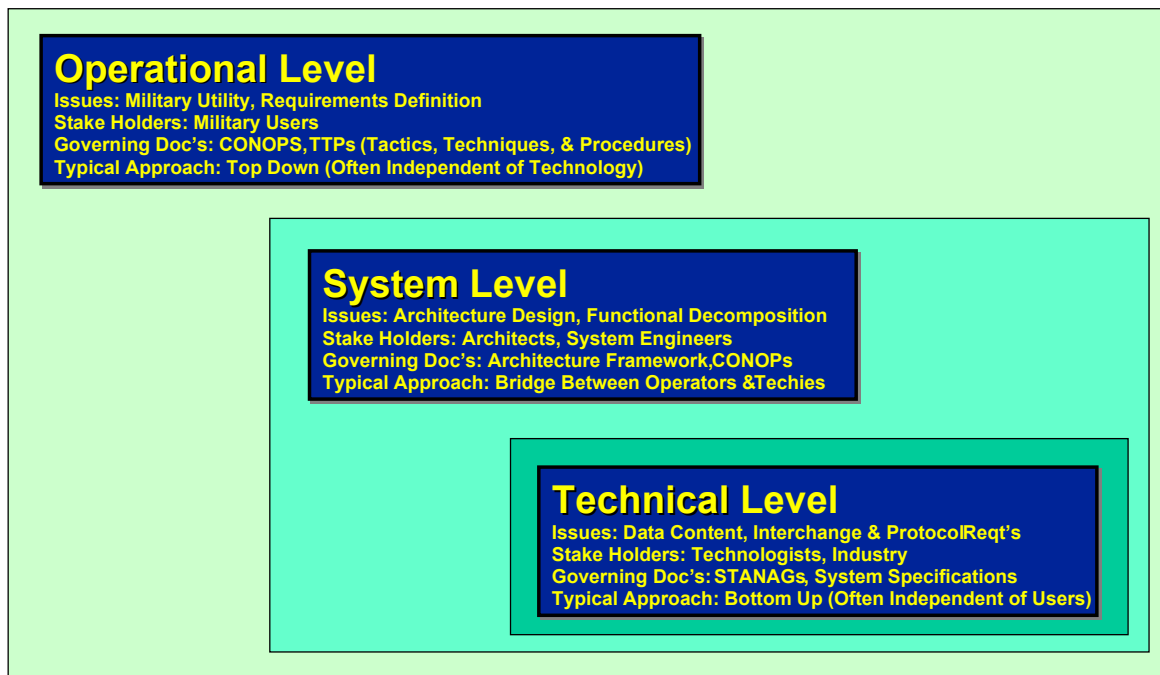 Operational Level
Issues: Military Utility, Requirements Definition
Stake Holders: Military Users
Governing Doc's: CONOPS,TTPs (Tactics, Techniques, & Procedures)
Typical Approach: Top Down (Often Independent of Technology)
System Level
Issues: Architecture Design, Functional Decomposition
Stake Holders: Architects, System Engineers
Governing Doc's: Architecture Framework,CONOPs
Typical Approach: Bridge Between Operators &Techies
Technical Level
Issues: Data Content, Interchange & ProtocolReqt's
Stake Holders: Technologists, Industry
Governing Doc's: STANAGs, System Specifications
Typical Approach: Bottom Up (Often Independent of Users)